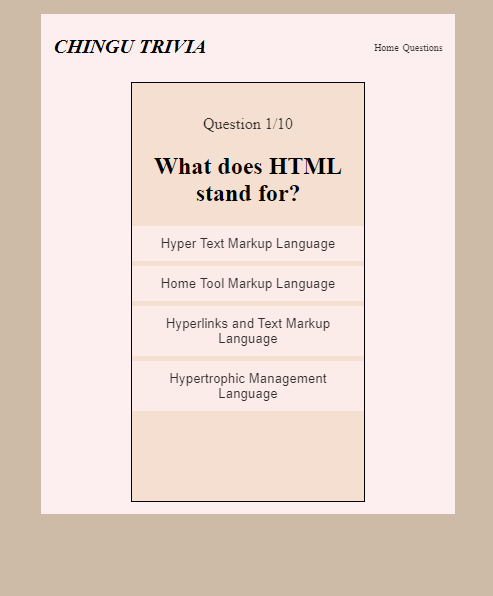 CHINGU TRIVIA
Home Questions
Question 1/10
What does HTML
stand for?
Hyper Text Markup Language
Home Tool Markup Language
Hyperlinks and Text Markup
Language
Hypertrophic Management
Language